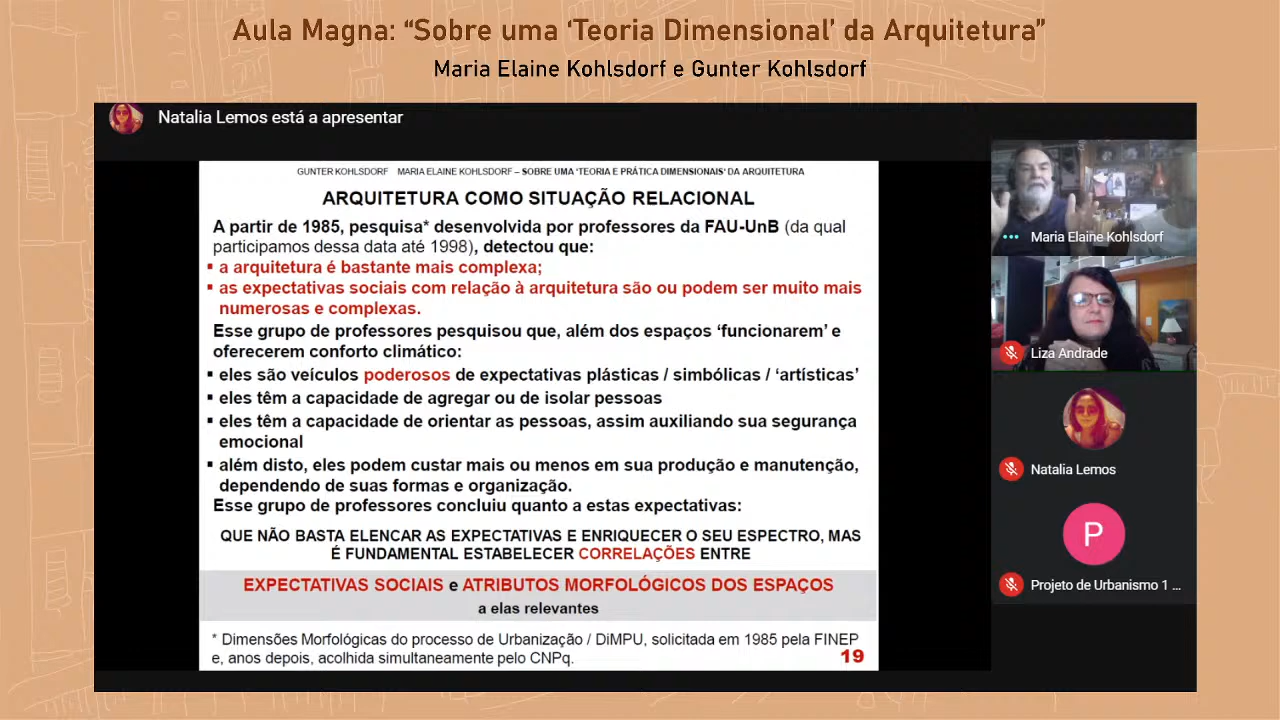 Aula Magna: “Sobre uma ‘Teoria Dimensional’ da Arquitetura”
Maria Elaine Kohlsdorf e Gunter Kohlsdorf
Natalia Lemos está a apresentar
GUNTER KOHLSDORF MARIA ELAINE KOHLSDORF – SOBRE UMA ‘TEORIA E PRÁTICA DIMENSIONAIS’ DA ARQUITETURA
ARQUITETURA COMO SITUAÇÃO RELACIONAL
A partir de 1985, pesquisa* desenvolvida por professores da FAU-UnB (da qual
participamos dessa data até 1998), detectou que:
▪ a arquitetura é bastante mais complexa;
▪ as expectativas sociais com relação à arquitetura são ou podem ser muito mais
numerosas e complexas.
Esse grupo de professores pesquisou que, além dos espaços ‘funcionarem’ e
oferecerem conforto climático:
▪ eles são veículos poderosos de expectativas plásticas / simbólicas / ‘artísticas’
▪ eles têm a capacidade de agregar ou de isolar pessoas
▪ eles têm a capacidade de orientar as pessoas, assim auxiliando sua segurança
emocional
▪ além disto, eles podem custar mais ou menos em sua produção e manutenção,
dependendo de suas formas e organização.
Esse grupo de professores concluiu quanto a estas expectativas:
QUE NÃO BASTA ELENCAR AS EXPECTATIVAS E ENRIQUECER O SEU ESPECTRO, MAS
É FUNDAMENTAL ESTABELECER CORRELAÇÕES ENTRE
EXPECTATIVAS SOCIAIS e ATRIBUTOS MORFOLÓGICOS DOS ESPAÇOS
a elas relevantes
* Dimensões Morfológicas do processo de Urbanização / DiMPU, solicitada em 1985 pela FINEP
e, anos depois, acolhida simultaneamente pelo CNPq.
19
Maria Elaine Kohlsdorf
Liza Andrade
Natalia Lemos
P
Projeto de Urbanismo 1 ...